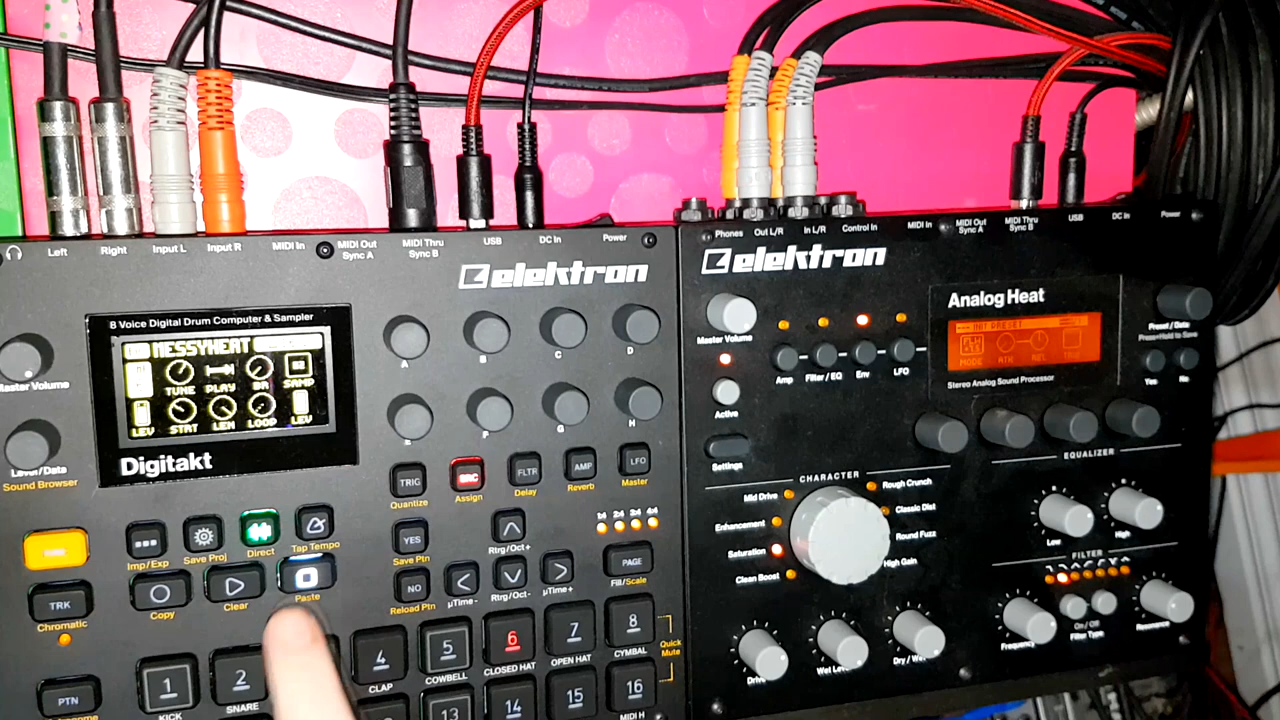 Left
Right
Input L
Input R
MIDI In
MIDI Out
Sync A
MIDI Thru
Sync B
USB
DC In
Power
elektron
8 Voice Digital Drum Computer & Sampler
MESSYHEAT
TUNE PLAY BR SAMP
LEV STRT LEN LOOP LEV
Digitakt
Master Volume
Level/Data
Sound Browser
A
B
C
D
E
F
G
H
TRIG
SRC
FLTR
AMP
LFO
Quantize
Assign
Delay
Reverb
Master
Imp/Exp
Save Proj
Direct
Tap Tempo
YES
Save Ptn
Rtrg/Oct+
1:4 2:4 3:4 4:4
PAGE
Fill/Scale
TRK
Chromatic
Copy
Clear
Paste
NO
Reload Ptn
μTime-
Rtrg/Oct-
μTime+
PTN
1
KICK
2
SNARE
4
CLAP
5
COWBELL
6
CLOSED HAT
7
OPEN HAT
8
CYMBAL
Quick
Mute
13
14
15
16
MIDI H
Phones
Out L/R
In L/R
Control In
MIDI In
MIDI Out
Sync A
MIDI Thru
Sync B
USB
DC In
Power
elektron
Analog Heat
INIT PRESET
FLW
MODE ATK REL
Stereo Analog Sound Processor
Master Volume
Active
Settings
Amp
Filter / EQ
Env
LFO
Preset / Data
Press+Hold to Save
Yes
No
CHARACTER
Mid Drive
Enhancement
Saturation
Clean Boost
Rough Crunch
Classic Dist
Round Fuzz
High Gain
EQUALIZER
Low
High
FILTER
Frequency
On / Off
Filter Type
Resonance
Drive
Wet Level
Dry / Wet